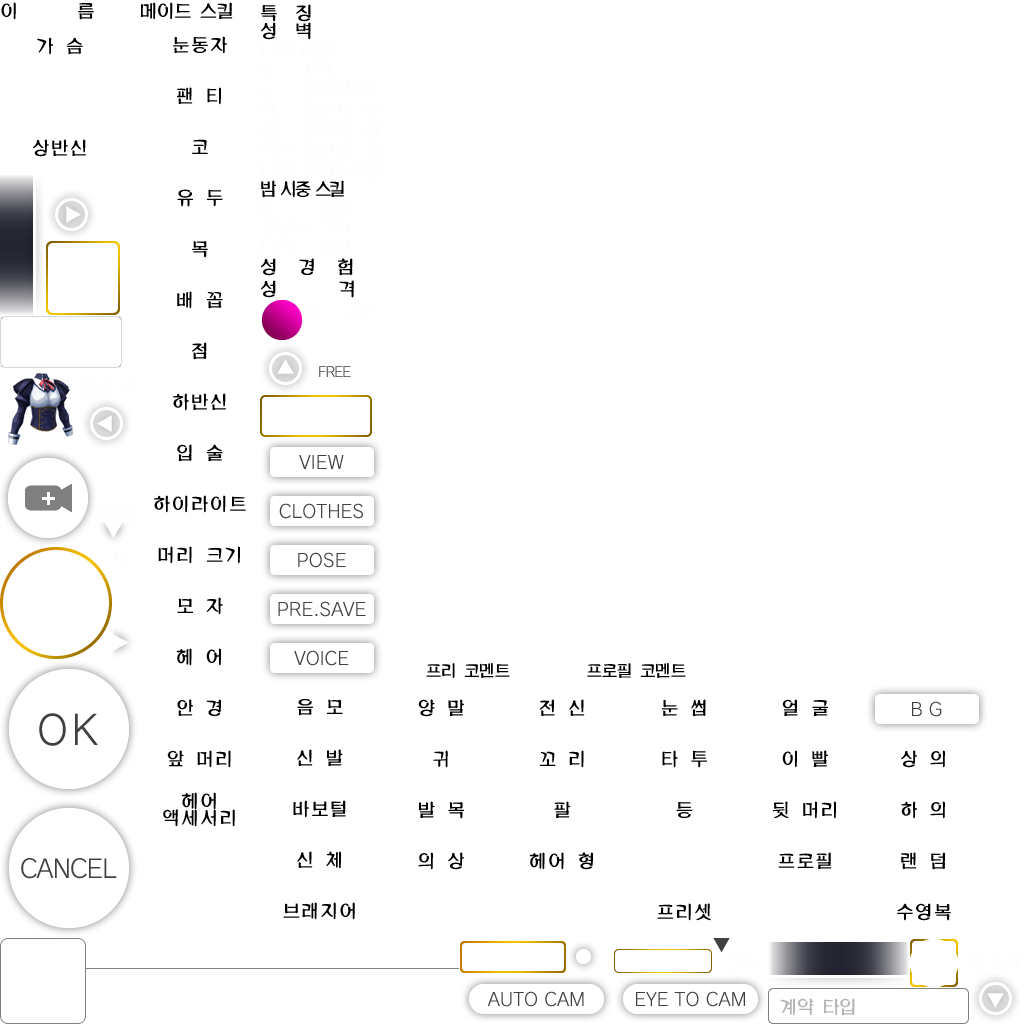 이 름
메이드 스킬
특 징
성 벽
가 슴
눈동자
팬 티
상반신
코
유 두
밤 시중 스킬
목
성 경 험
성 격
배 꼽
점
FREE
하반신
입 술
VIEW
하이라이트
CLOTHES
머리 크기
POSE
모 자
PRE.SAVE
헤 어
VOICE
프리 코멘트
프로필 코멘트
안 경
음 모
양 말
전 신
눈 썹
얼 굴
B G
OK
앞 머리
신 발
귀
꼬 리
타 투
이 빨
상 의
헤어
액세서리
바보털
발 목
팔
등
뒷 머리
하 의
CANCEL
신 체
의 상
헤어 형
프로필
랜 덤
브래지어
프리셋
수영복
AUTO CAM
EYE TO CAM
계약 타입